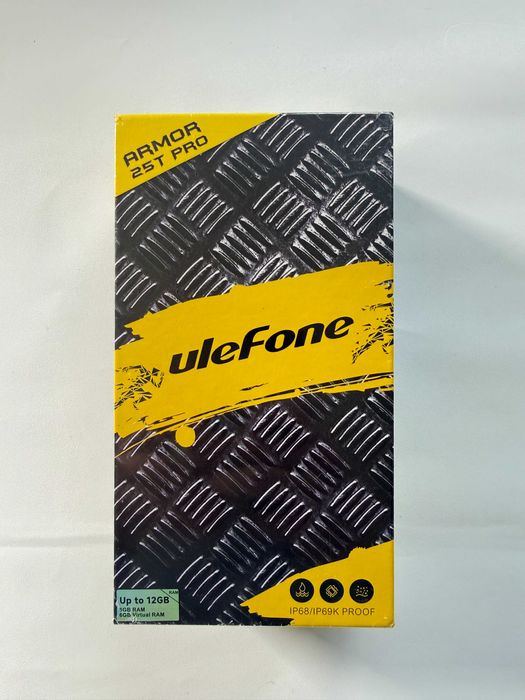 ARMOR
25T PRO
uleFone
RAM
Up to 12GB
6GB RAM
6GB Virtual RAM
IP68/IP69K PROOF